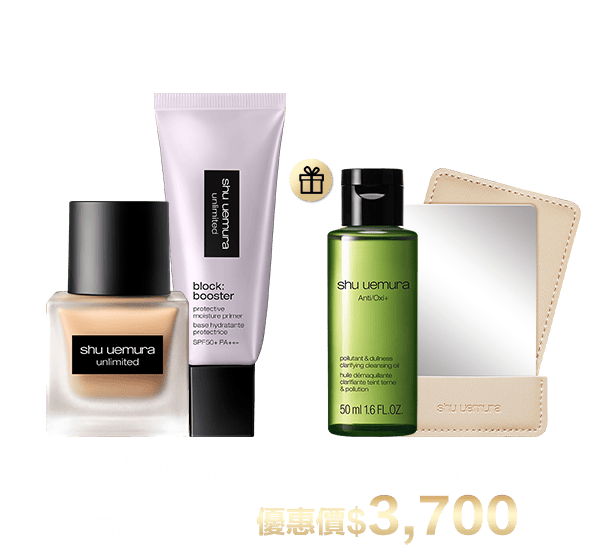 shu uemura
unlimited
shu uemura
unlimited
block:
booster
protective
moisture primer
base hydratante
protectrice
SPF50+ PA+++
shu uemura
Anti/Oxi+
pollutant & dullness
clarifying cleansing oil
huile démaquillante
clarifiante teint terne
& pollution
50 ml 1.6 FL.OZ.
shu uemura
優惠價$3,700